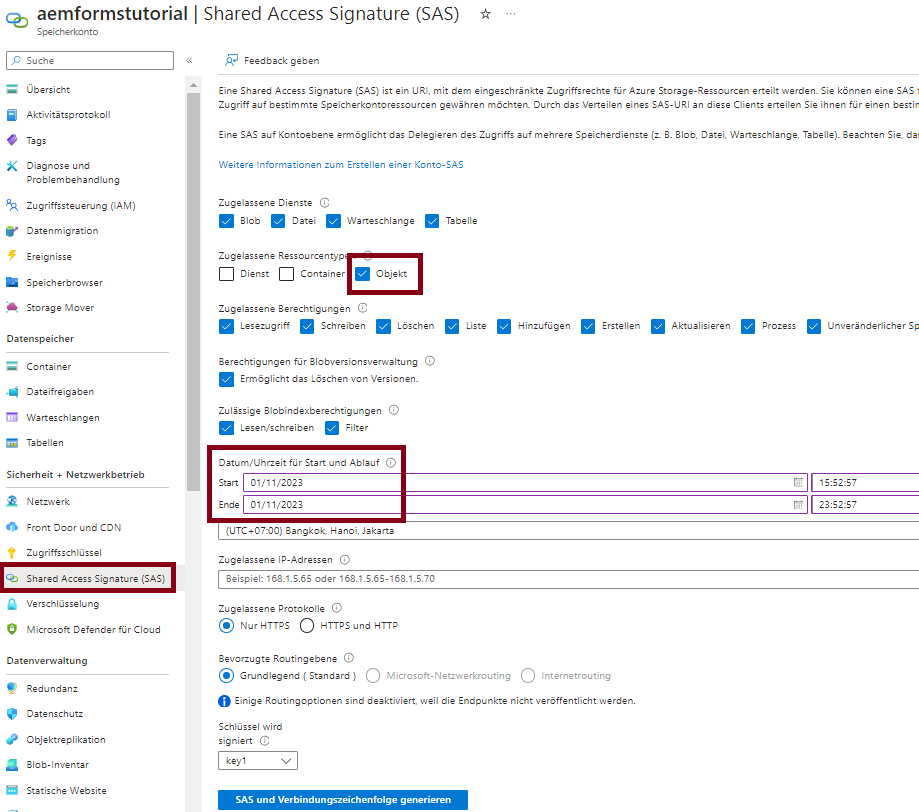 aemformstutorial | Shared Access Signature (SAS) ☆ ···
Speicherkonto
Suche «
Übersicht
Aktivitätsprotokoll
Tags
Diagnose und
Problembehandlung
Zugriffssteuerung (IAM)
Datenmigration
Ereignisse
Speicherbrowser
Storage Mover
Datenspeicher
Container
Dateifreigaben
Warteschlangen
Tabellen
Sicherheit + Netzwerkbetrieb
Netzwerk
Front Door und CDN
Zugriffsschlüssel
Shared Access Signature (SAS)
Verschlüsselung
Microsoft Defender für Cloud
Datenverwaltung
Redundanz
Datenschutz
Objektreplikation
Blob-Inventar
Statische Website
Feedback geben
Eine Shared Access Signature (SAS) ist ein URI, mit dem eingeschränkte Zugriffsrechte für Azure Storage-Ressourcen erteilt werden. Sie können eine SAS
Zugriff auf bestimmte Speicherkontoressourcen gewähren möchten. Durch das Verteilen eines SAS-URI an diese Clients erteilen Sie ihnen für einen
Eine SAS auf Kontoebene ermöglicht das Delegieren des Zugriffs auf mehrere Speicherdienste (z. B. Blob, Datei, Warteschlange, Tabelle). Beachten Sie,
Weitere Informationen zum Erstellen einer Konto-SAS
Zugelassene Dienste
Blob Datei Warteschlange Tabelle
Zugelassene
Dienst Container Objekt
Zugelassene Berechtigungen
Lesezugriff Schreiben Löschen Liste Hinzufügen Erstellen Aktualisieren Prozess Unveränderlicher
Berechtigungen für Blobversionsverwaltung
Ermöglicht das Löschen von Versionen.
Zulässige Blobindexberechtigungen
Lesen/schreiben Filter
Datum/Uhrzeit für Start und Ablauf
Start 01/11/2023 15:52:57
Ende 01/11/2023 23:52:57
(UTC+07:00) Bangkok, Hanoi, Jakarta
Zugelassene IP-Adressen
Beispiel: 168.1.5.65 oder 168.1.5.65-168.1.5.70
Zugelassene Protokolle
Nur HTTPS HTTPS und HTTP
Bevorzugte Routingebene
Grundlegend ( Standard ) Microsoft-Netzwerkrouting Internetrouting
Einige Routingoptionen sind deaktiviert, weil die Endpunkte nicht veröffentlicht werden.
Schlüssel wird
signiert
key1
SAS und Verbindungszeichenfolge generieren